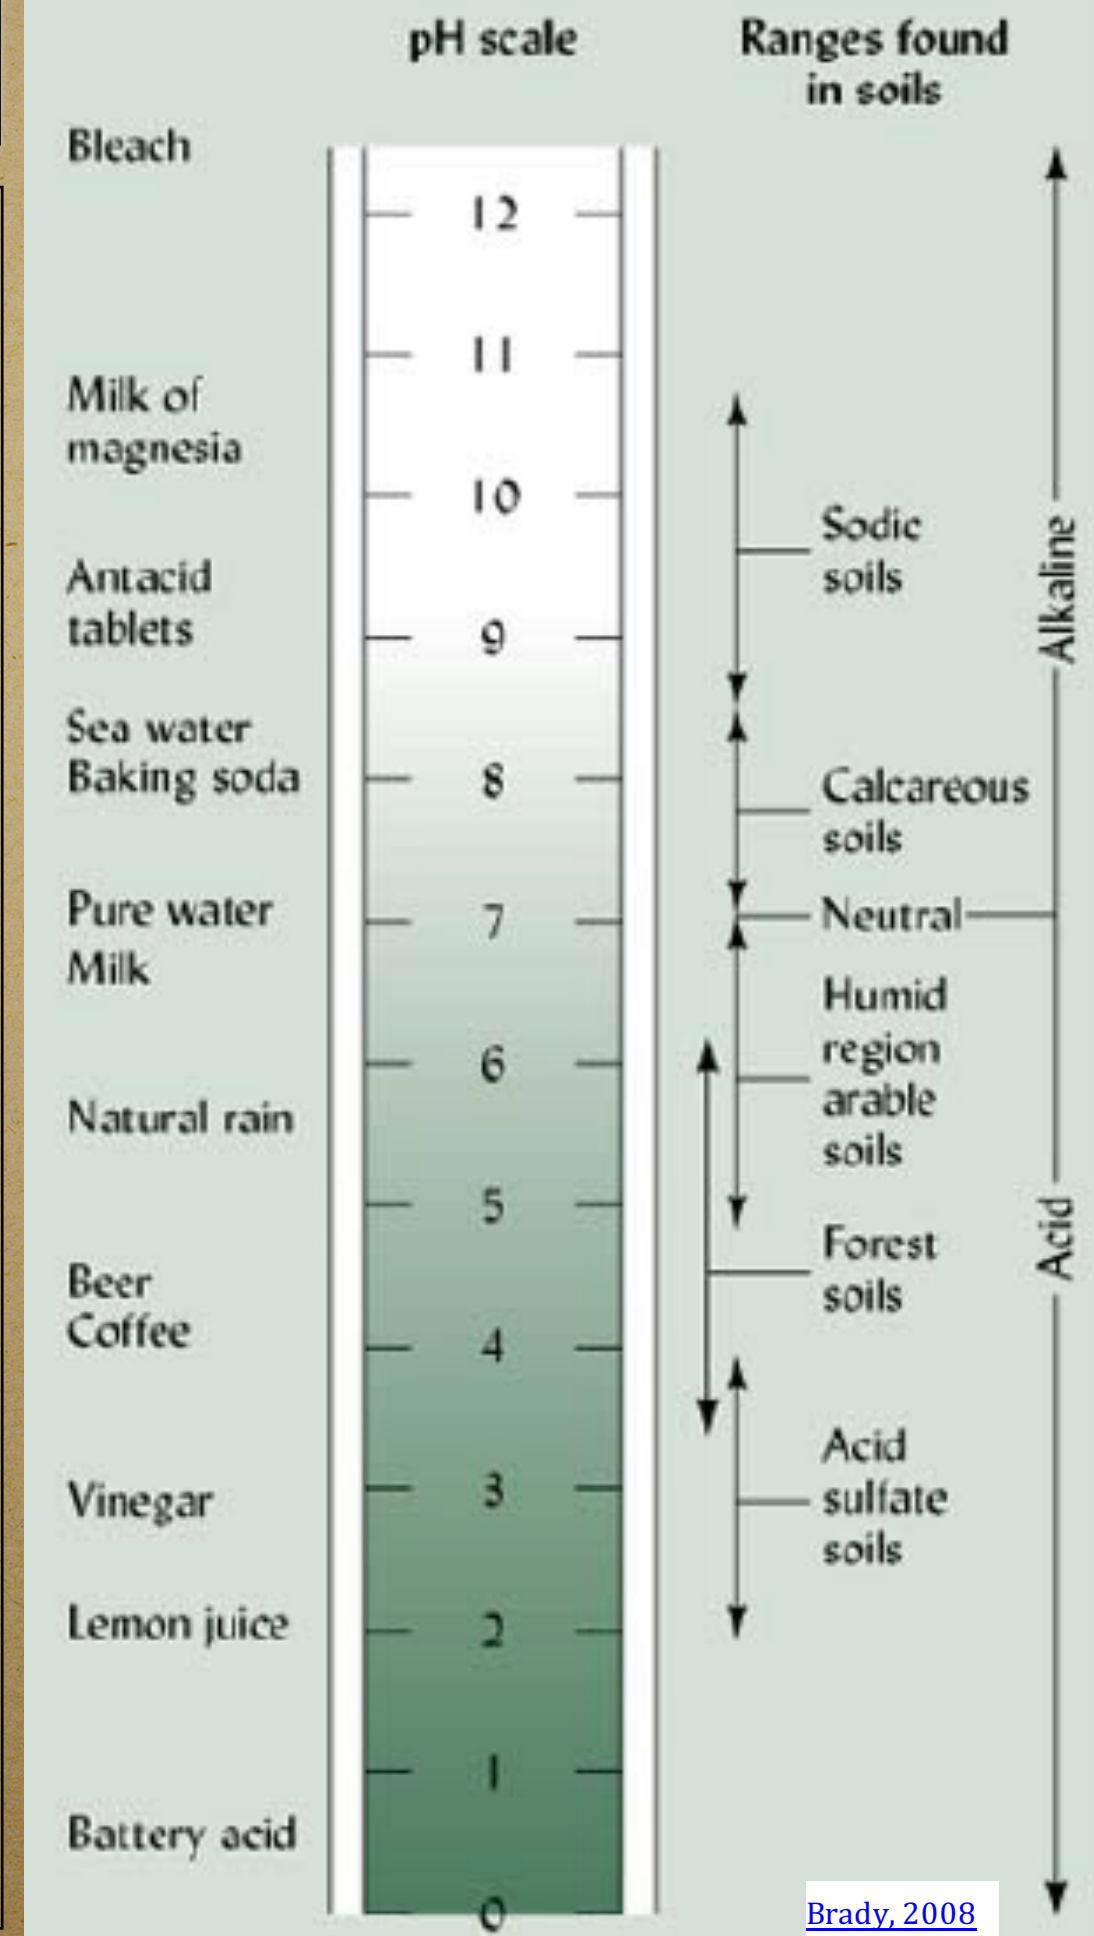 pH scale
Ranges found
in soils
Bleach
12
11
Milk of
magnesia
10
Sodic
soils
Antacid
tablets
9
Alkaline
Sea water
Baking soda
8
Calcareous
soils
Pure water
7
Neutral
Milk
Humid
region
arable
soils
6
Natural rain
5
Forest
soils
Acid
Beer
Coffee
4
Acid
sulfate
soils
Vinegar
3
Lemon juice
2
1
Battery acid
0
Brady, 2008